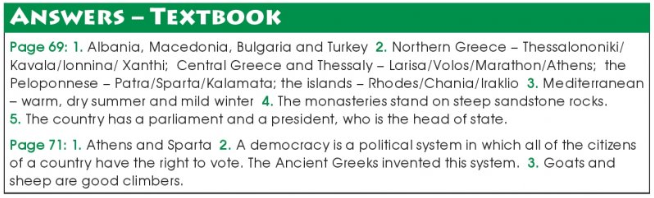 ANSWERS – TEXTBOOK
Page 69: 1. Albania, Macedonia, Bulgaria and Turkey 2. Northern Greece – Thessalononiki/
Kavala/Ionnina/ Xanthi; Central Greece and Thessaly – Larisa/Volos/Marathon/Athens; the
Peloponnese – Patra/Sparta/Kalamata; the islands – Rhodes/Chania/Iraklio 3. Mediterranean
– warm, dry summer and mild winter 4. The monasteries stand on steep sandstone rocks.
5. The country has a parliament and a president, who is the head of state.
Page 71: 1. Athens and Sparta 2. A democracy is a political system in which all of the citizens
of a country have the right to vote. The Ancient Greeks invented this system. 3. Goats and
sheep are good climbers.